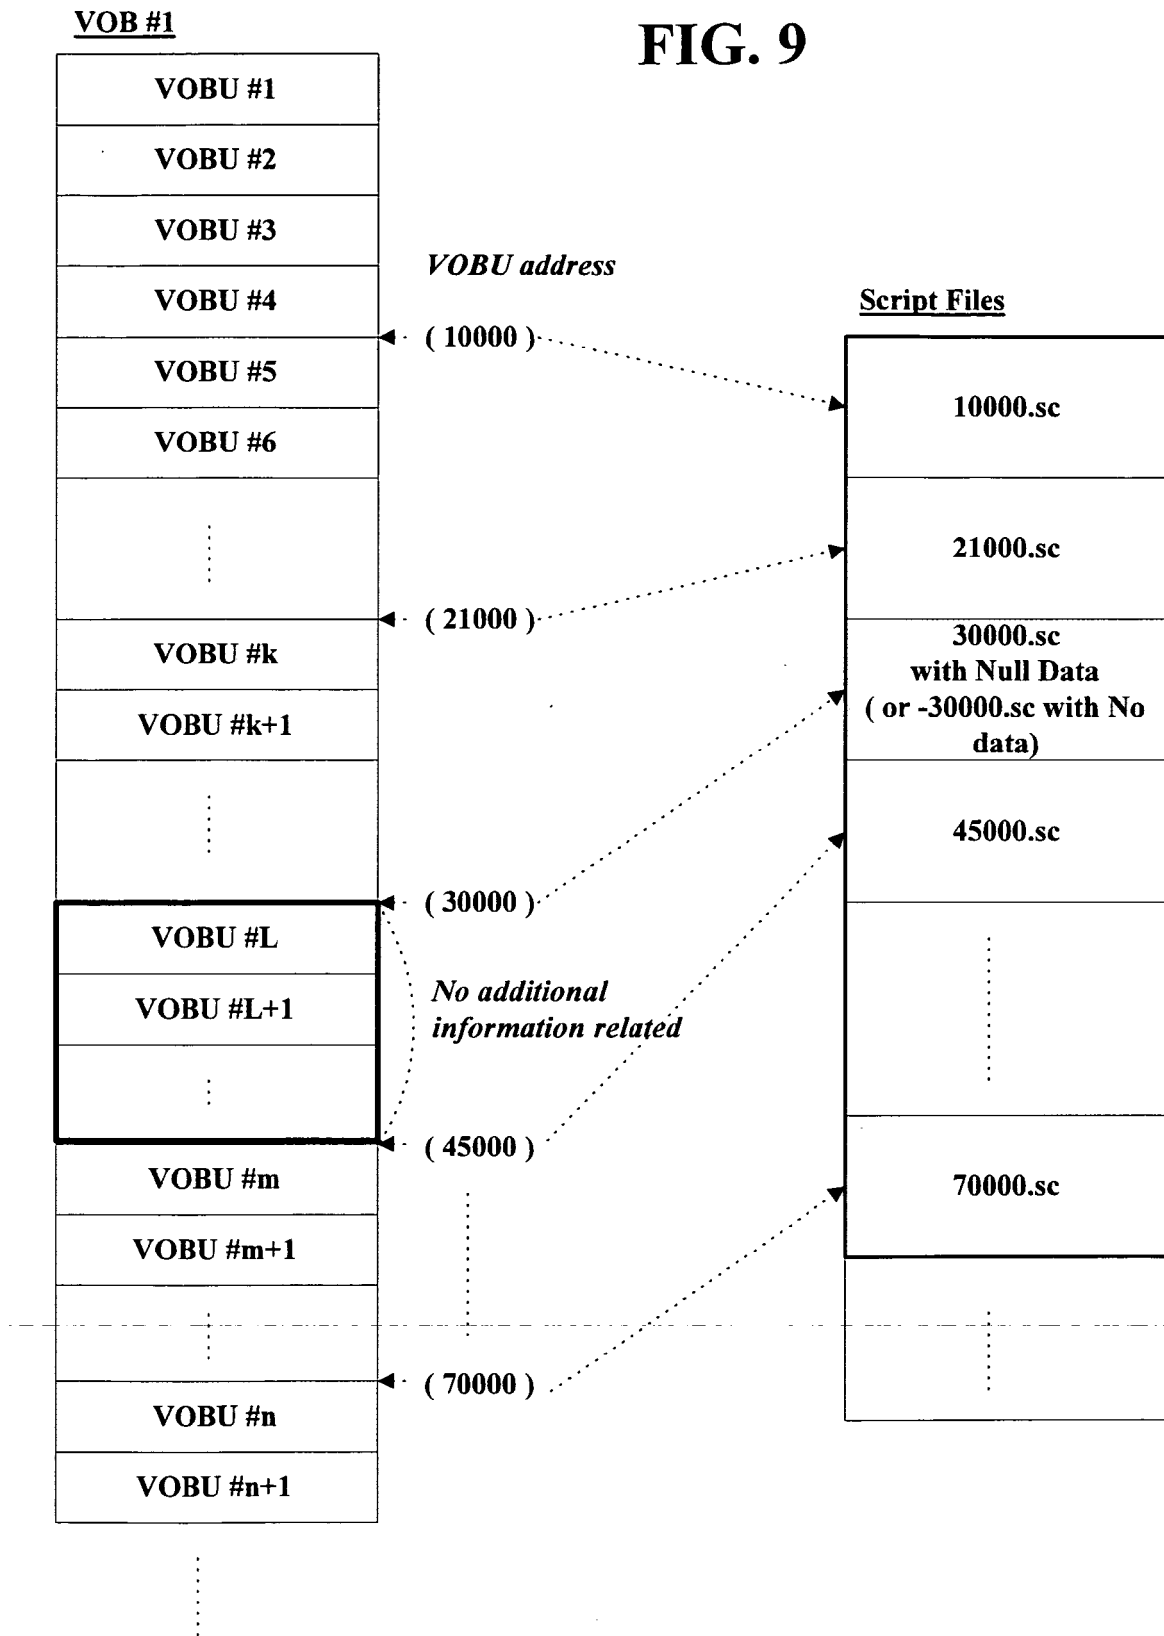 VOB #1
FIG. 9
VOBU #1
VOBU #2
VOBU #3
VOBU #4
VOBU #5
VOBU #6
VOBU #k
VOBU #k+1
VOBU #L
VOBU #L+1
VOBU #m
VOBU #m+1
VOBU #n
VOBU #n+1
VOBU address
( 10000 )
( 21000 )
( 30000 )
No additional
information related
( 45000 )
( 70000 )
Script Files
10000.sc
21000.sc
30000.sc
with Null Data
( or -30000.sc with No
data)
45000.sc
70000.sc